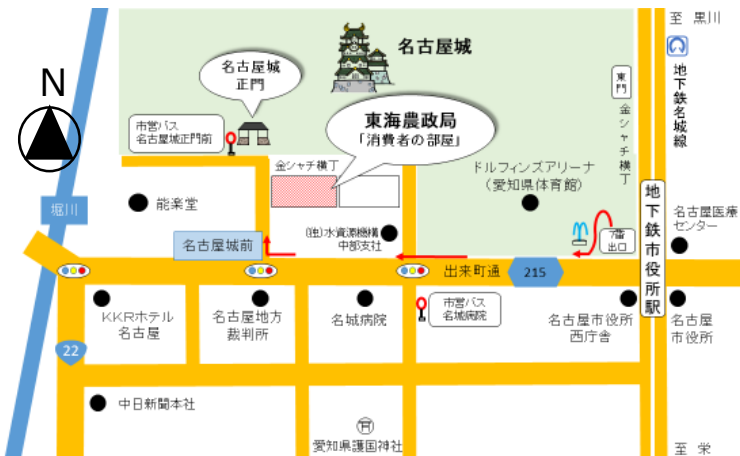 至 黒川
名古屋城
地下鉄名城線
N
名古屋城
正門
東門
金シャチ横丁
東海農政局
「消費者の部屋」
市営バス
名古屋城正門前
金シャチ横丁
ドルフィンズアリーナ
(愛知県体育館)
地下鉄市役所駅
能楽堂
堀川
名古屋医療
センター
(独)水資源機構
中部支社
7番
出口
名古屋城前
出来町通
215
KKRホテル
名古屋
名古屋地方
裁判所
名城病院
市営バス
名城病院
名古屋市役所
西庁舎
名古屋
市役所
22
中日新聞本社
愛知県護国神社
至 栄